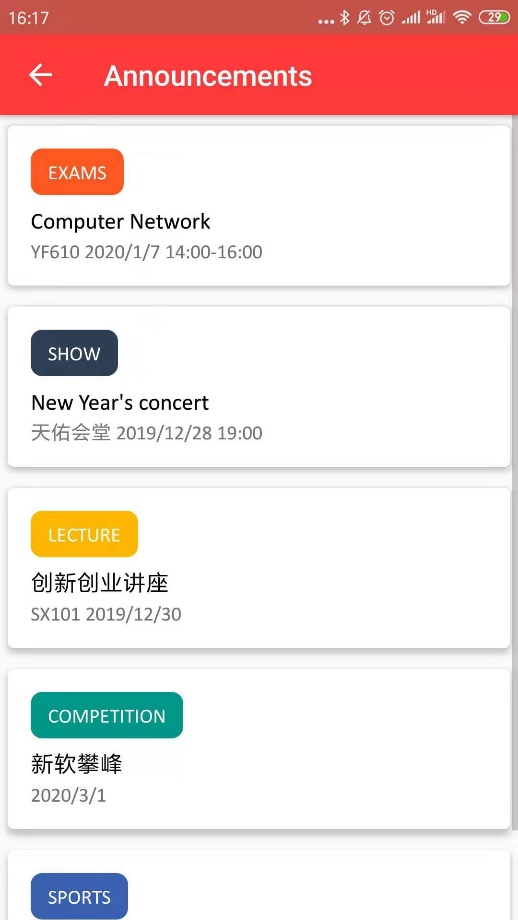 16:17
HD
29
Announcements
EXAMS
Computer Network
YF610 2020/1/7 14:00-16:00
SHOW
New Year's concert
天佑会堂 2019/12/28 19:00
LECTURE
创新创业讲座
SX101 2019/12/30
COMPETITION
新软攀峰
2020/3/1
SPORTS